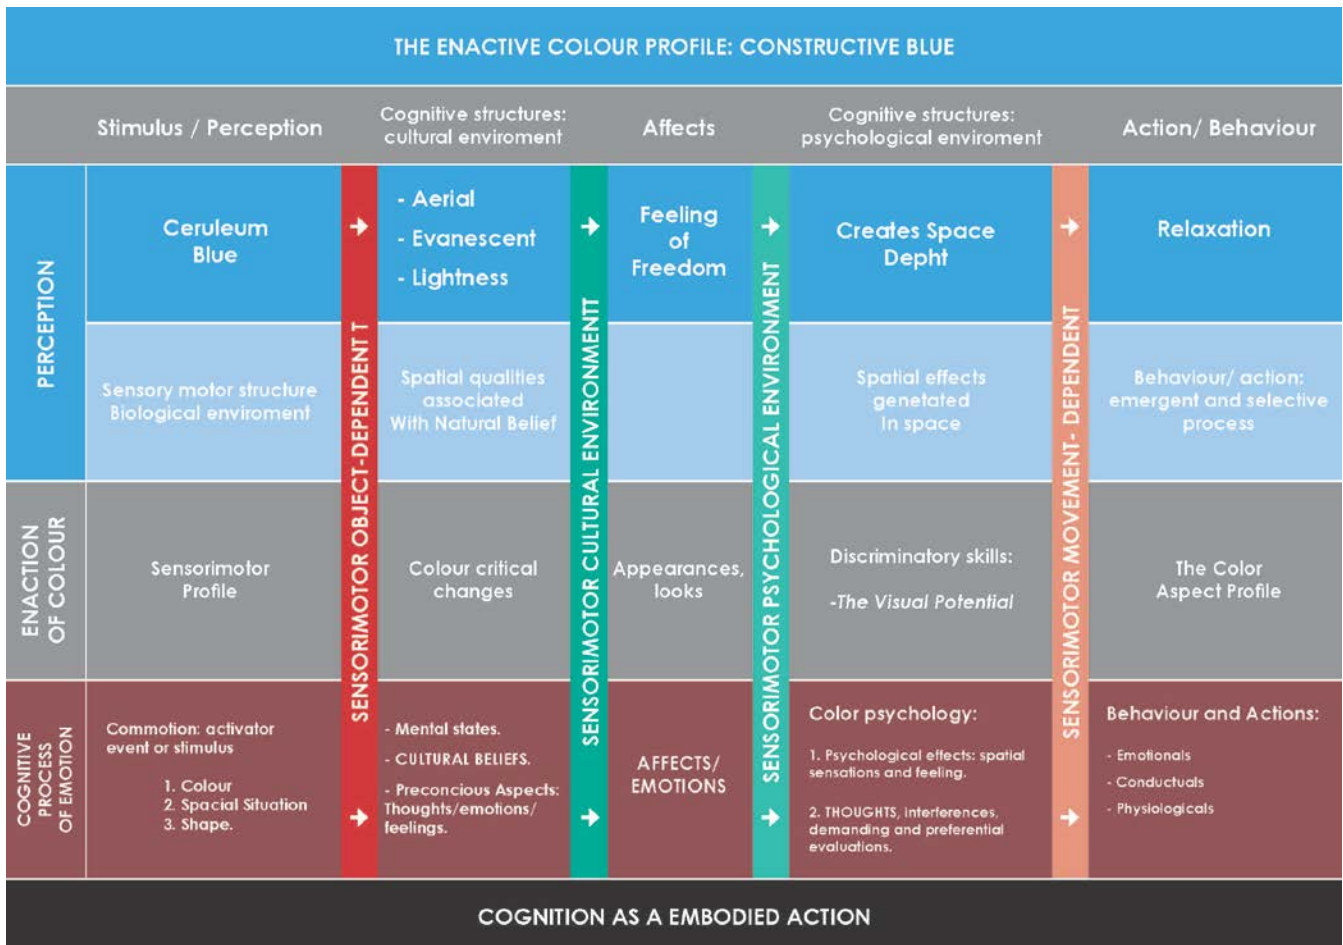 THE ENACTIVE COLOUR PROFILE: CONSTRUCTIVE BLUE
Stimulus / Perception
Cognitive structures:
cultural enviroment
Affects
Cognitive structures:
psychological enviroment
Action/ Behaviour
PERCEPTION
Ceruleum
Blue
- Aerial
- Evanescent
- Lightness
Feeling
of
Freedom
Creates Space
Depht
Relaxation
Sensory motor structure
Biological enviroment
Spatial qualities
associated
With Natural Belief
Spatial effects
genetated
In space
Behaviour/ action:
emergent and selective
process
SENSORIMOTOR OBJECT-DEPENDENT T
SENSORIMOTOR CULTURAL ENVIRONMENTT
SENSORIMOTOR PSYCHOLOGICAL ENVIRONMENT
SENSORIMOTOR MOVEMENT- DEPENDENT
ENACTION
OF COLOUR
Sensorimotor
Profile
Colour critical
changes
Appearances,
looks
Discriminatory skills:
-The Visual Potential
The Color
Aspect Profile
COGNITIVE
PROCESS
OF EMOTION
Commotion: activator
event or stimulus
1. Colour
2. Spacial Situation
3. Shape.
- Mental states.
- CULTURAL BELIEFS.
- Preconcious Aspects:
Thoughts/emotions/
feelings.
AFFECTS/
EMOTIONS
Color psychology:
1. Psychological effects: spatial
sensations and feeling.
2. THOUGHTS, interferences,
demanding and preferential
evaluations.
Behaviour and Actions:
- Emotionals
- Conductuals
- Physiologicals
COGNITION AS A EMBODIED ACTION